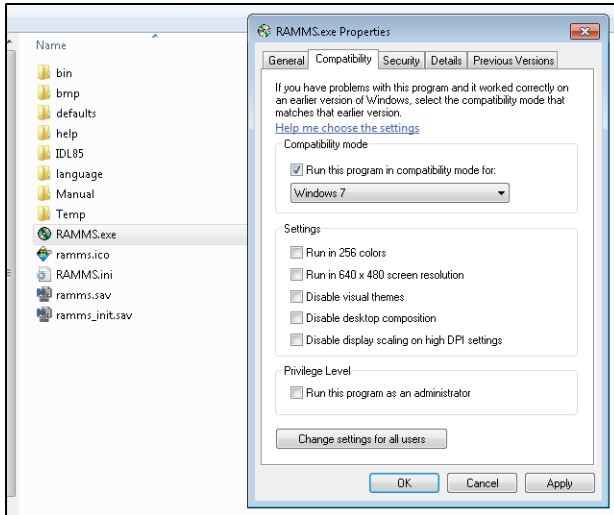 Name
bin
bmp
defaults
help
IDL85
language
Manual
Temp
RAMMS.exe
ramms.ico
RAMMS.ini
ramms.sav
ramms_init.sav
RAMMS.exe Properties
General Compatibility Security Details Previous Versions
If you have problems with this program and it worked correctly on
an earlier version of Windows, select the compatibility mode that
matches that earlier version.
Help me choose the settings
Compatibility mode
Run this program in compatibility mode for:
Windows 7
Settings
Run in 256 colors
Run in 640 x 480 screen resolution
Disable visual themes
Disable desktop composition
Disable display scaling on high DPI settings
Privilege Level
Run this program as an administrator
Change settings for all users
OK Cancel Apply